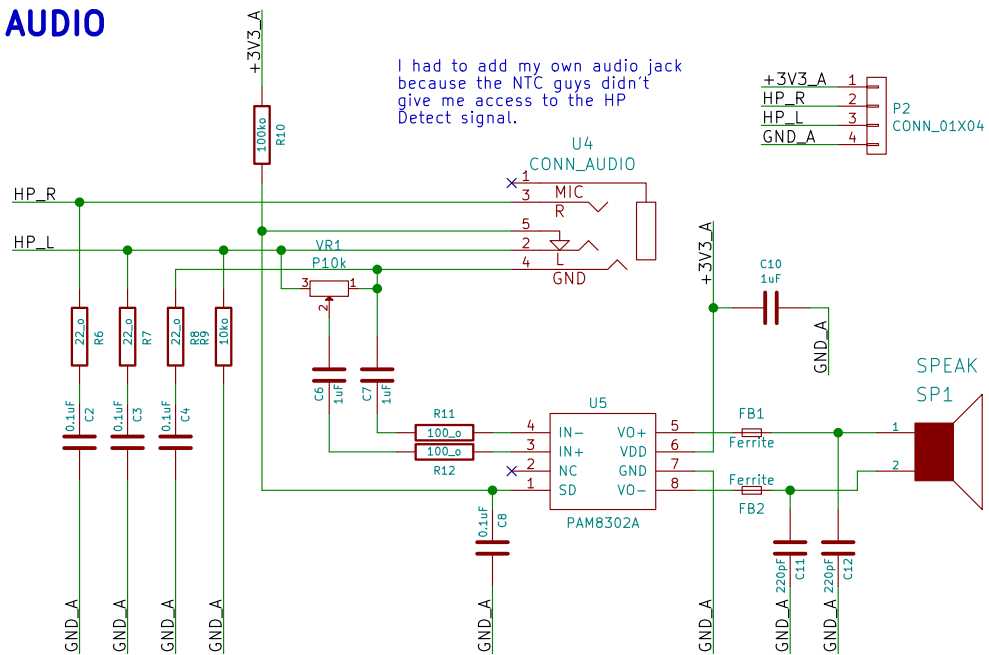 AUDIO
+3V3_A
I had to add my own audio jack
because the NTC guys didn't
give me access to the HP
Detect signal.
100ko
R10
U4
CONN_AUDIO
1
MIC
3
R
5
2
L
4
GND
+3V3_A
1
HP_R
2
HP_L
3
GND_A
4
P2
CONN_01X04
HP_R
HP_L
VR1
P10k
3
1
2
+3V3_A
C10
1uF
GND_A
22_o
R6
22_o
R7
22_o
R8
R9
10ko
C6
1uF
C7
1uF
0.1uF
C2
0.1uF
C3
0.1uF
C4
R11
100_o
100_o
R12
U5
4
IN-
3
IN+
2
NC
1
SD
VO+
5
VDD
6
GND
7
VO-
8
PAM8302A
FB1
Ferrite
Ferrite
FB2
SPEAK
SP1
1
2
0.1uF
C8
220pF
C11
220pF
C12
GND_A
GND_A
GND_A
GND_A
GND_A
GND_A
GND_A
GND_A